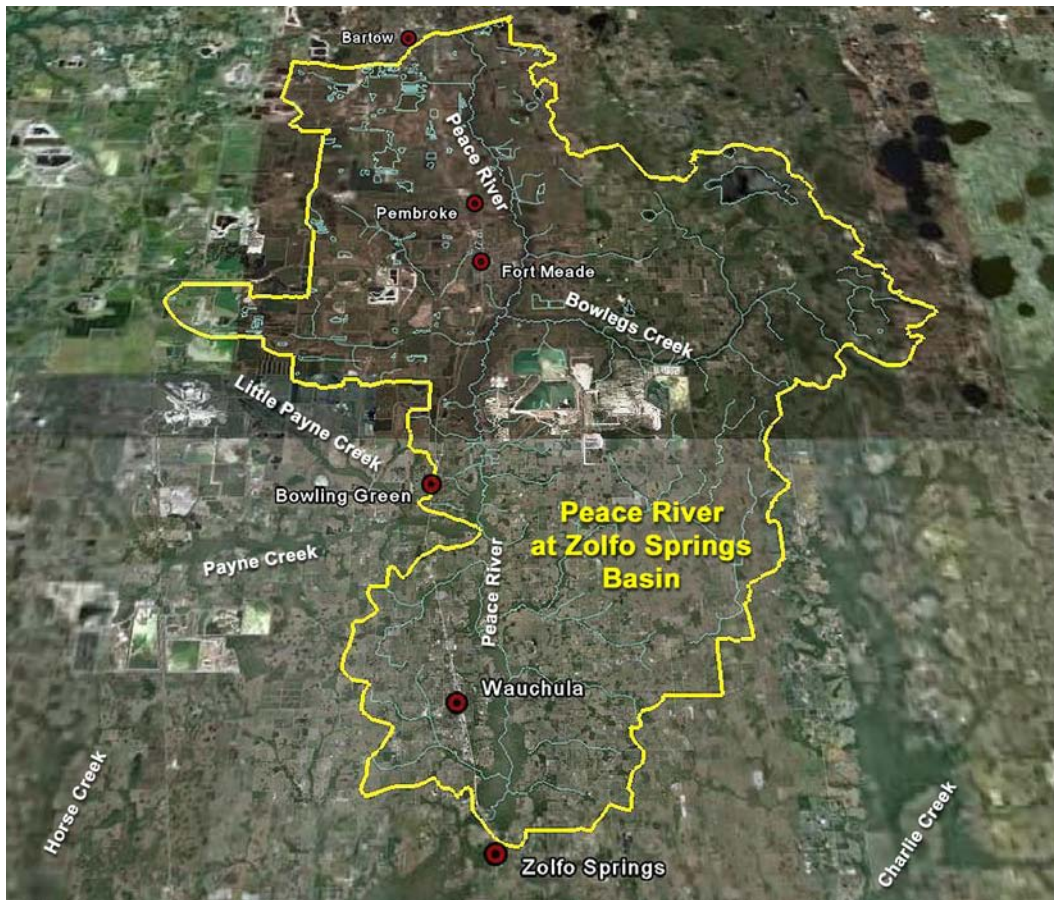 Bartow
Peace River
Pembroke
Fort Meade
Bowlegs Creek
Little Payne Creek
Bowling Green
Peace River
at Zolfo Springs
Basin
Payne Creek
Peace River
Wauchula
Horse Creek
Charlie Creek
Zolfo Springs